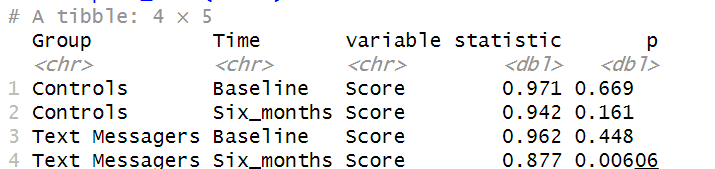 # A tibble: 4 × 5
Group Time variable statistic p
<chr> <chr> <chr> <dbl> <dbl>
1 Controls Baseline Score 0.971 0.669
2 Controls Six_months Score 0.942 0.161
3 Text Messagers Baseline Score 0.962 0.448
4 Text Messagers Six_months Score 0.877 0.00606